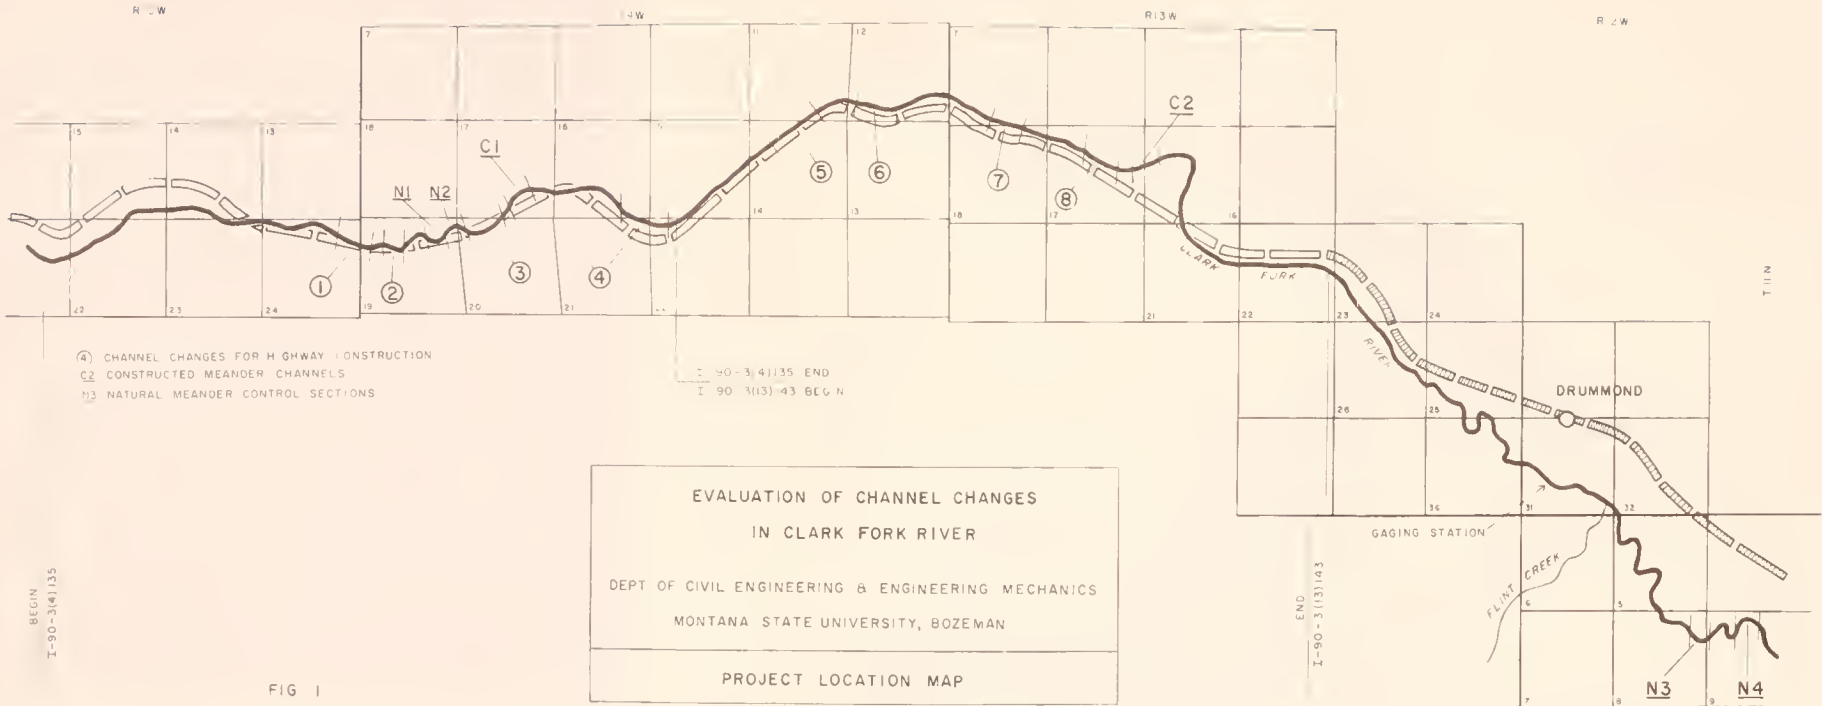 R13W
7
11
12
7
15
14
13
18
17
16
C1
N1
N2
C2
14
13
18
17
16
5
6
7
8
1
2
3
4
22
23
24
19
20
21
21
22
23
24
CLARK FORK RIVER
T11N
④ CHANNEL CHANGES FOR H GHWAY ONSTRUCTION
C2 CONSTRUCTED MEANDER CHANNELS
N3 NATURAL MEANDER CONTROL SECTIONS
I 90-3(4)135 END
I 90 3(13) 43 BEGIN
DRUMMOND
26
25
36
31
32
GAGING STATION
FLINT CREEK
6
5
7
8
9
N3
N4
BEGIN
I-90-3(4)135
END
I-90-3(13)143
EVALUATION OF CHANNEL CHANGES
IN CLARK FORK RIVER
DEPT OF CIVIL ENGINEERING & ENGINEERING MECHANICS
MONTANA STATE UNIVERSITY, BOZEMAN
PROJECT LOCATION MAP
FIG 1